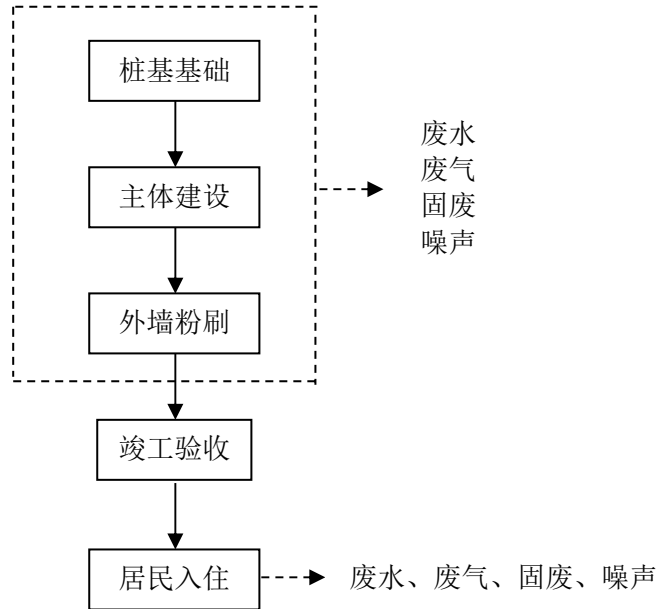 桩基基础
主体建设
外墙粉刷
废水
废气
固废
噪声
竣工验收
居民入住
废水、废气、固废、噪声